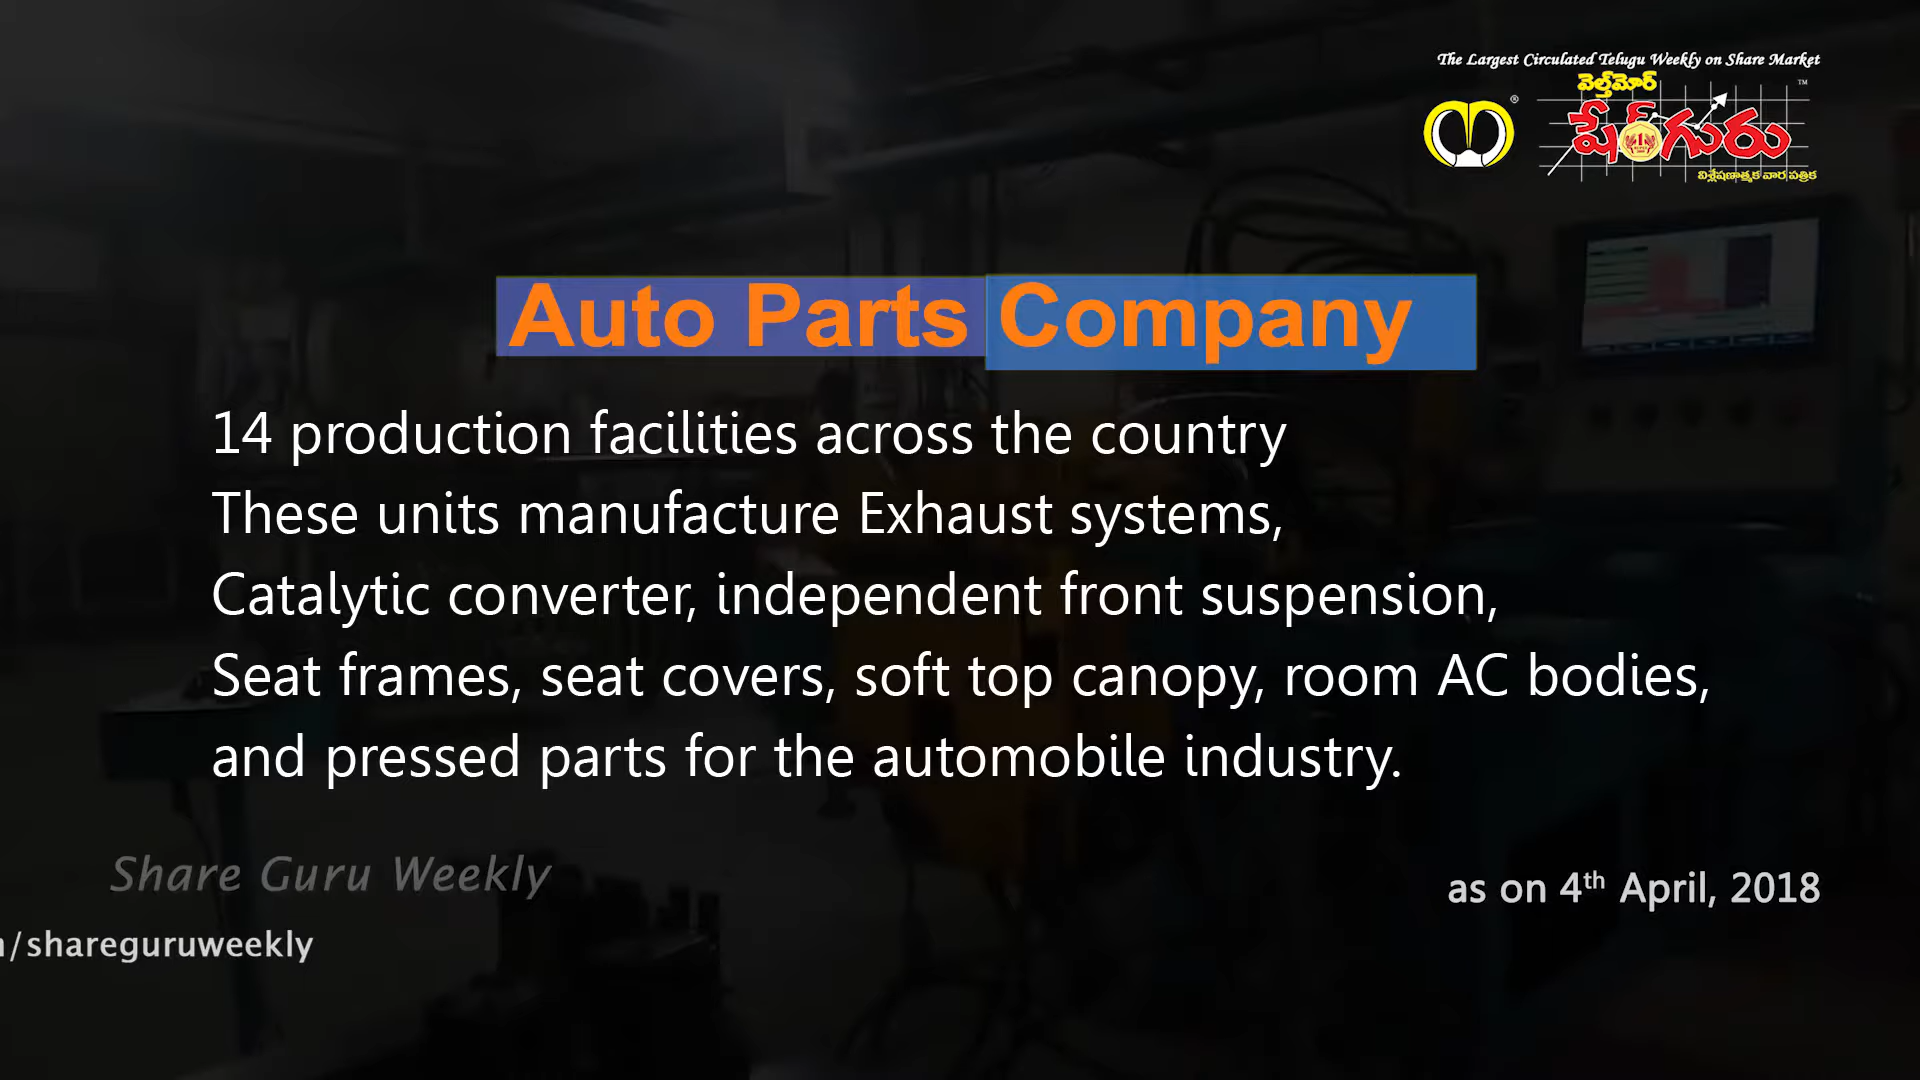 The Largest Circulated Telugu Weekly on Share Market
వెల్త్‌మోర్
షేర్‌గురు
విశ్లేషణాత్మక వార పత్రిక
Auto Parts Company
14 production facilities across the country
These units manufacture Exhaust systems,
Catalytic converter, independent front suspension,
Seat frames, seat covers, soft top canopy, room AC bodies,
and pressed parts for the automobile industry.
Share Guru Weekly
as on 4th April, 2018
/shareguruweekly